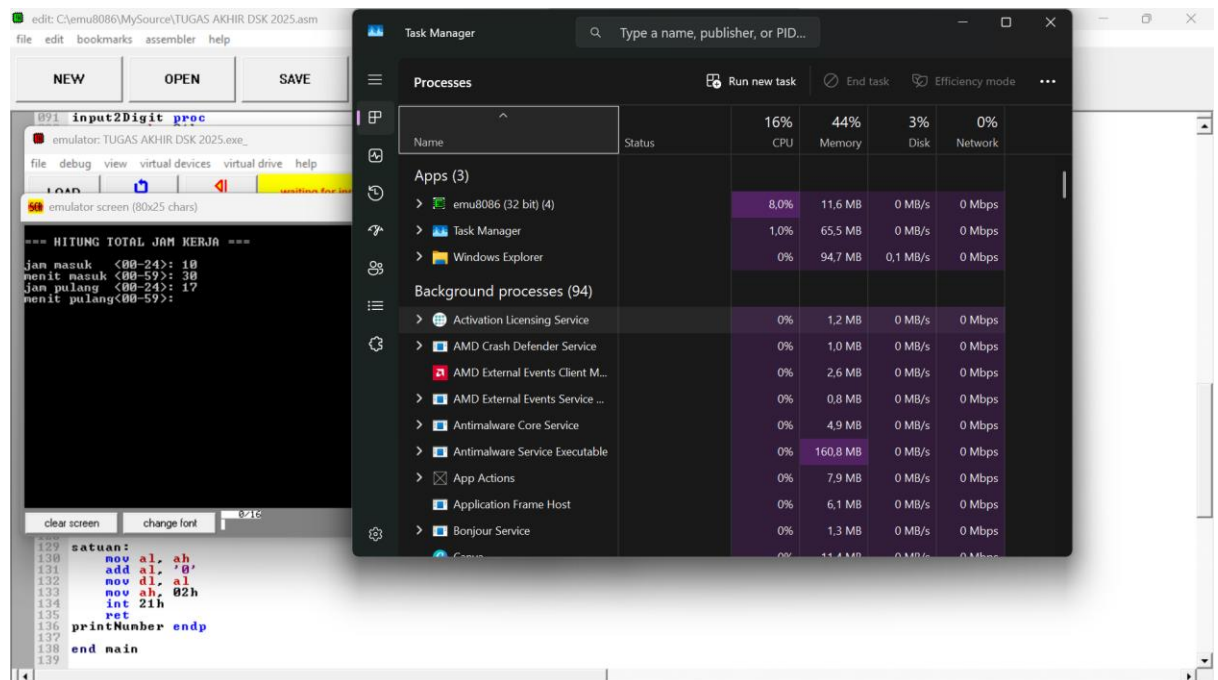 edit: C:\emu8086\MySource\TUGAS AKHIR DSK 2025.asm
file edit bookmarks assembler help
NEW OPEN SAVE
091 input2Digit proc
emulator: TUGAS AKHIR DSK 2025.exe_
file debug view virtual devices virtual drive help
LOAD
emulator screen (80x25 chars)
=== HITUNG TOTAL JAM KERJA ===
jam masuk <00-24>: 10
menit masuk <00-59>: 30
jam pulang <00-24>: 17
menit pulang<00-59>:
clear screen change font 0/16
129 satuan:
130 mov al, ah
131 add al, '0'
132 mov dl, al
133 mov ah, 02h
134 int 21h
135 ret
136 printNumber endp
137
138 end main
139
Task Manager
Type a name, publisher, or PID...
Processes Run new task End task Efficiency mode
16% 44% 3% 0%
Name Status CPU Memory Disk Network
Apps (3)
emu8086 (32 bit) (4) 8,0% 11,6 MB 0 MB/s 0 Mbps
Task Manager 1,0% 65,5 MB 0 MB/s 0 Mbps
Windows Explorer 0% 94,7 MB 0,1 MB/s 0 Mbps
Background processes (94)
Activation Licensing Service 0% 1,2 MB 0 MB/s 0 Mbps
AMD Crash Defender Service 0% 1,0 MB 0 MB/s 0 Mbps
AMD External Events Client M... 0% 2,6 MB 0 MB/s 0 Mbps
AMD External Events Service ... 0% 0,8 MB 0 MB/s 0 Mbps
Antimalware Core Service 0% 4,9 MB 0 MB/s 0 Mbps
Antimalware Service Executable 0% 160,8 MB 0 MB/s 0 Mbps
App Actions 0% 7,9 MB 0 MB/s 0 Mbps
Application Frame Host 0% 6,1 MB 0 MB/s 0 Mbps
Bonjour Service 0% 1,3 MB 0 MB/s 0 Mbps
Canva 0% 11,4 MB 0 MB/s 0 Mbps